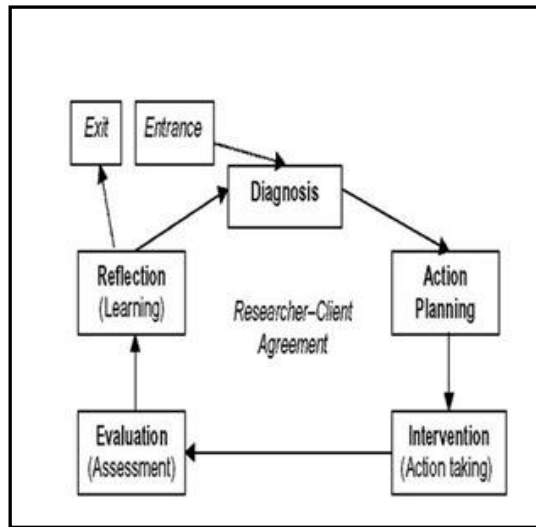 Exit
Entrance
Diagnosis
Reflection
(Learning)
Action
Planning
Researcher–Client
Agreement
Evaluation
(Assessment)
Intervention
(Action taking)